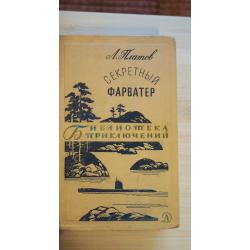 Л. Платов
СЕКРЕТНЫЙ
ФАРВАТЕР
БИБЛИОТЕКА
ПРИКЛЮЧЕНИЙ